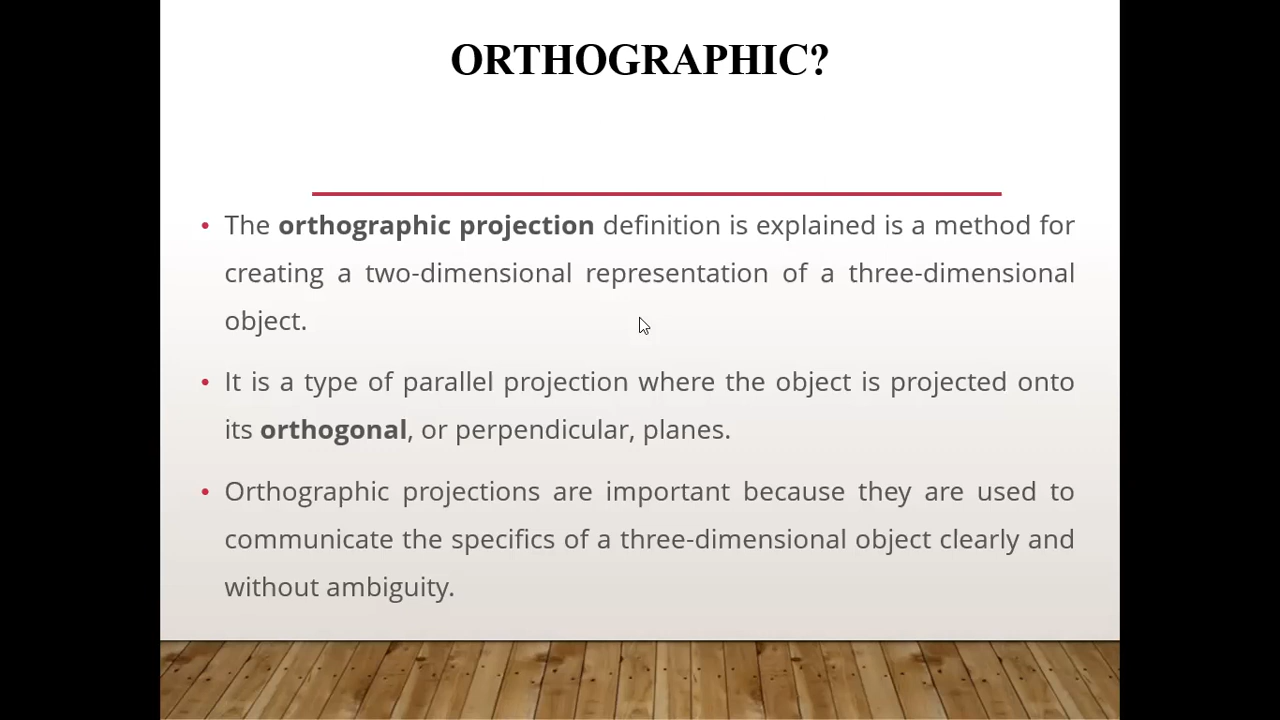 ORTHOGRAPHIC?
• The orthographic projection definition is explained is a method for
creating a two-dimensional representation of a three-dimensional
object.
• It is a type of parallel projection where the object is projected onto
its orthogonal, or perpendicular, planes.
• Orthographic projections are important because they are used to
communicate the specifics of a three-dimensional object clearly and
without ambiguity.